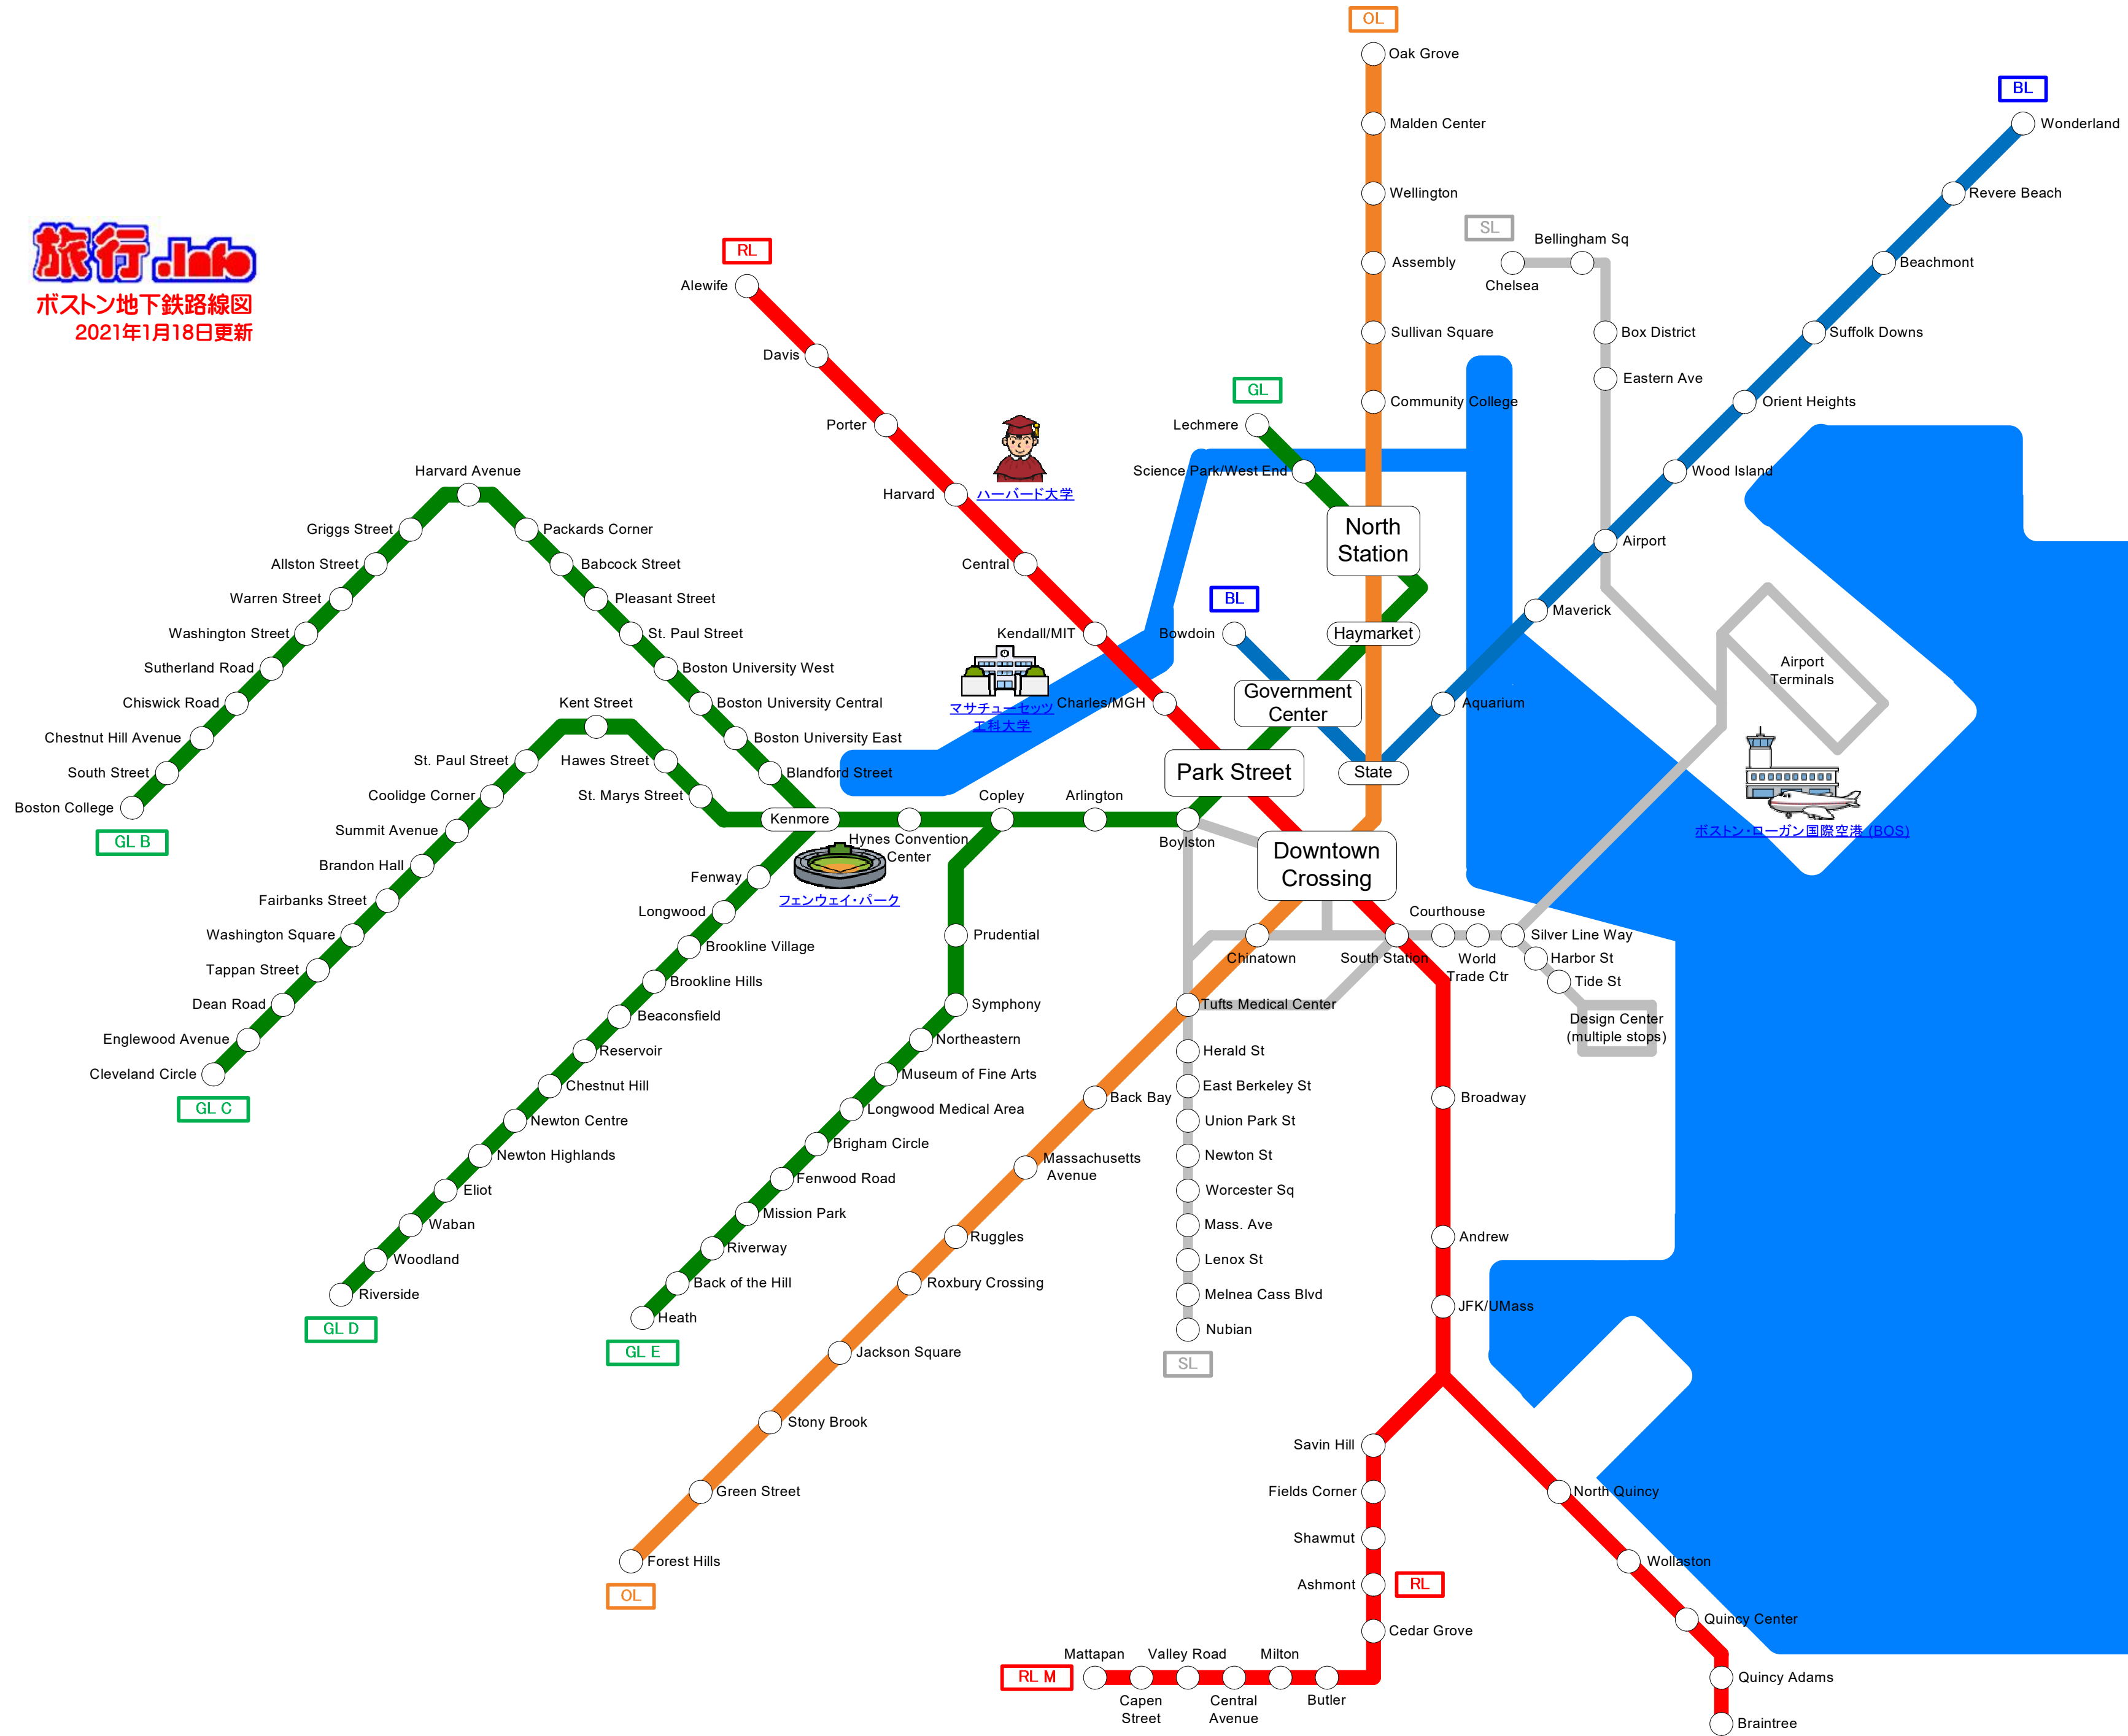 OL
Oak Grove
BL
Malden Center
Wonderland
Wellington
Revere Beach
旅行.Info
ボストン地下鉄路線図
2021年1月18日更新
RL
SL
Bellingham Sq
Alewife
Assembly
Chelsea
Beachmont
Davis
Sullivan Square
Box District
Suffolk Downs
GL
Eastern Ave
Porter
Lechmere
Community College
Orient Heights
Harvard Avenue
Science Park/West End
Wood Island
Harvard
ハーバード大学
Griggs Street
Packards Corner
North
Station
Airport
Allston Street
Babcock Street
Central
Warren Street
Pleasant Street
BL
Maverick
Washington Street
St. Paul Street
Kendall/MIT
Bowdoin
Haymarket
Sutherland Road
Boston University West
Airport
Terminals
Chiswick Road
Kent Street
Boston University Central
マサチューセッツ
工科大学
Charles/MGH
Government
Center
Aquarium
Chestnut Hill Avenue
Boston University East
South Street
St. Paul Street
Hawes Street
Blandford Street
Park Street
State
Boston College
Coolidge Corner
St. Marys Street
Copley
Arlington
GL B
Summit Avenue
Kenmore
Hynes Convention
Center
Boylston
ボストン・ローガン国際空港 (BOS)
Brandon Hall
Fenway
Downtown
Crossing
Fairbanks Street
フェンウェイ・パーク
Longwood
Courthouse
Washington Square
Brookline Village
Prudential
Chinatown
South Station
World
Trade Ctr
Silver Line Way
Harbor St
Tappan Street
Brookline Hills
Tide St
Dean Road
Beaconsfield
Symphony
Tufts Medical Center
Design Center
(multiple stops)
Englewood Avenue
Reservoir
Northeastern
Herald St
Cleveland Circle
Chestnut Hill
Museum of Fine Arts
East Berkeley St
GL C
Newton Centre
Longwood Medical Area
Back Bay
Union Park St
Broadway
Newton Highlands
Brigham Circle
Massachusetts
Avenue
Newton St
Eliot
Fenwood Road
Worcester Sq
Waban
Mission Park
Ruggles
Mass. Ave
Andrew
Woodland
Riverway
Lenox St
Riverside
Back of the Hill
Roxbury Crossing
Melnea Cass Blvd
JFK/UMass
GL D
Heath
Nubian
GL E
Jackson Square
SL
Stony Brook
Savin Hill
Green Street
Fields Corner
North Quincy
Shawmut
Forest Hills
Wollaston
OL
Ashmont
RL
Cedar Grove
Quincy Center
RL M
Mattapan
Valley Road
Milton
Quincy Adams
Capen
Street
Central
Avenue
Butler
Braintree